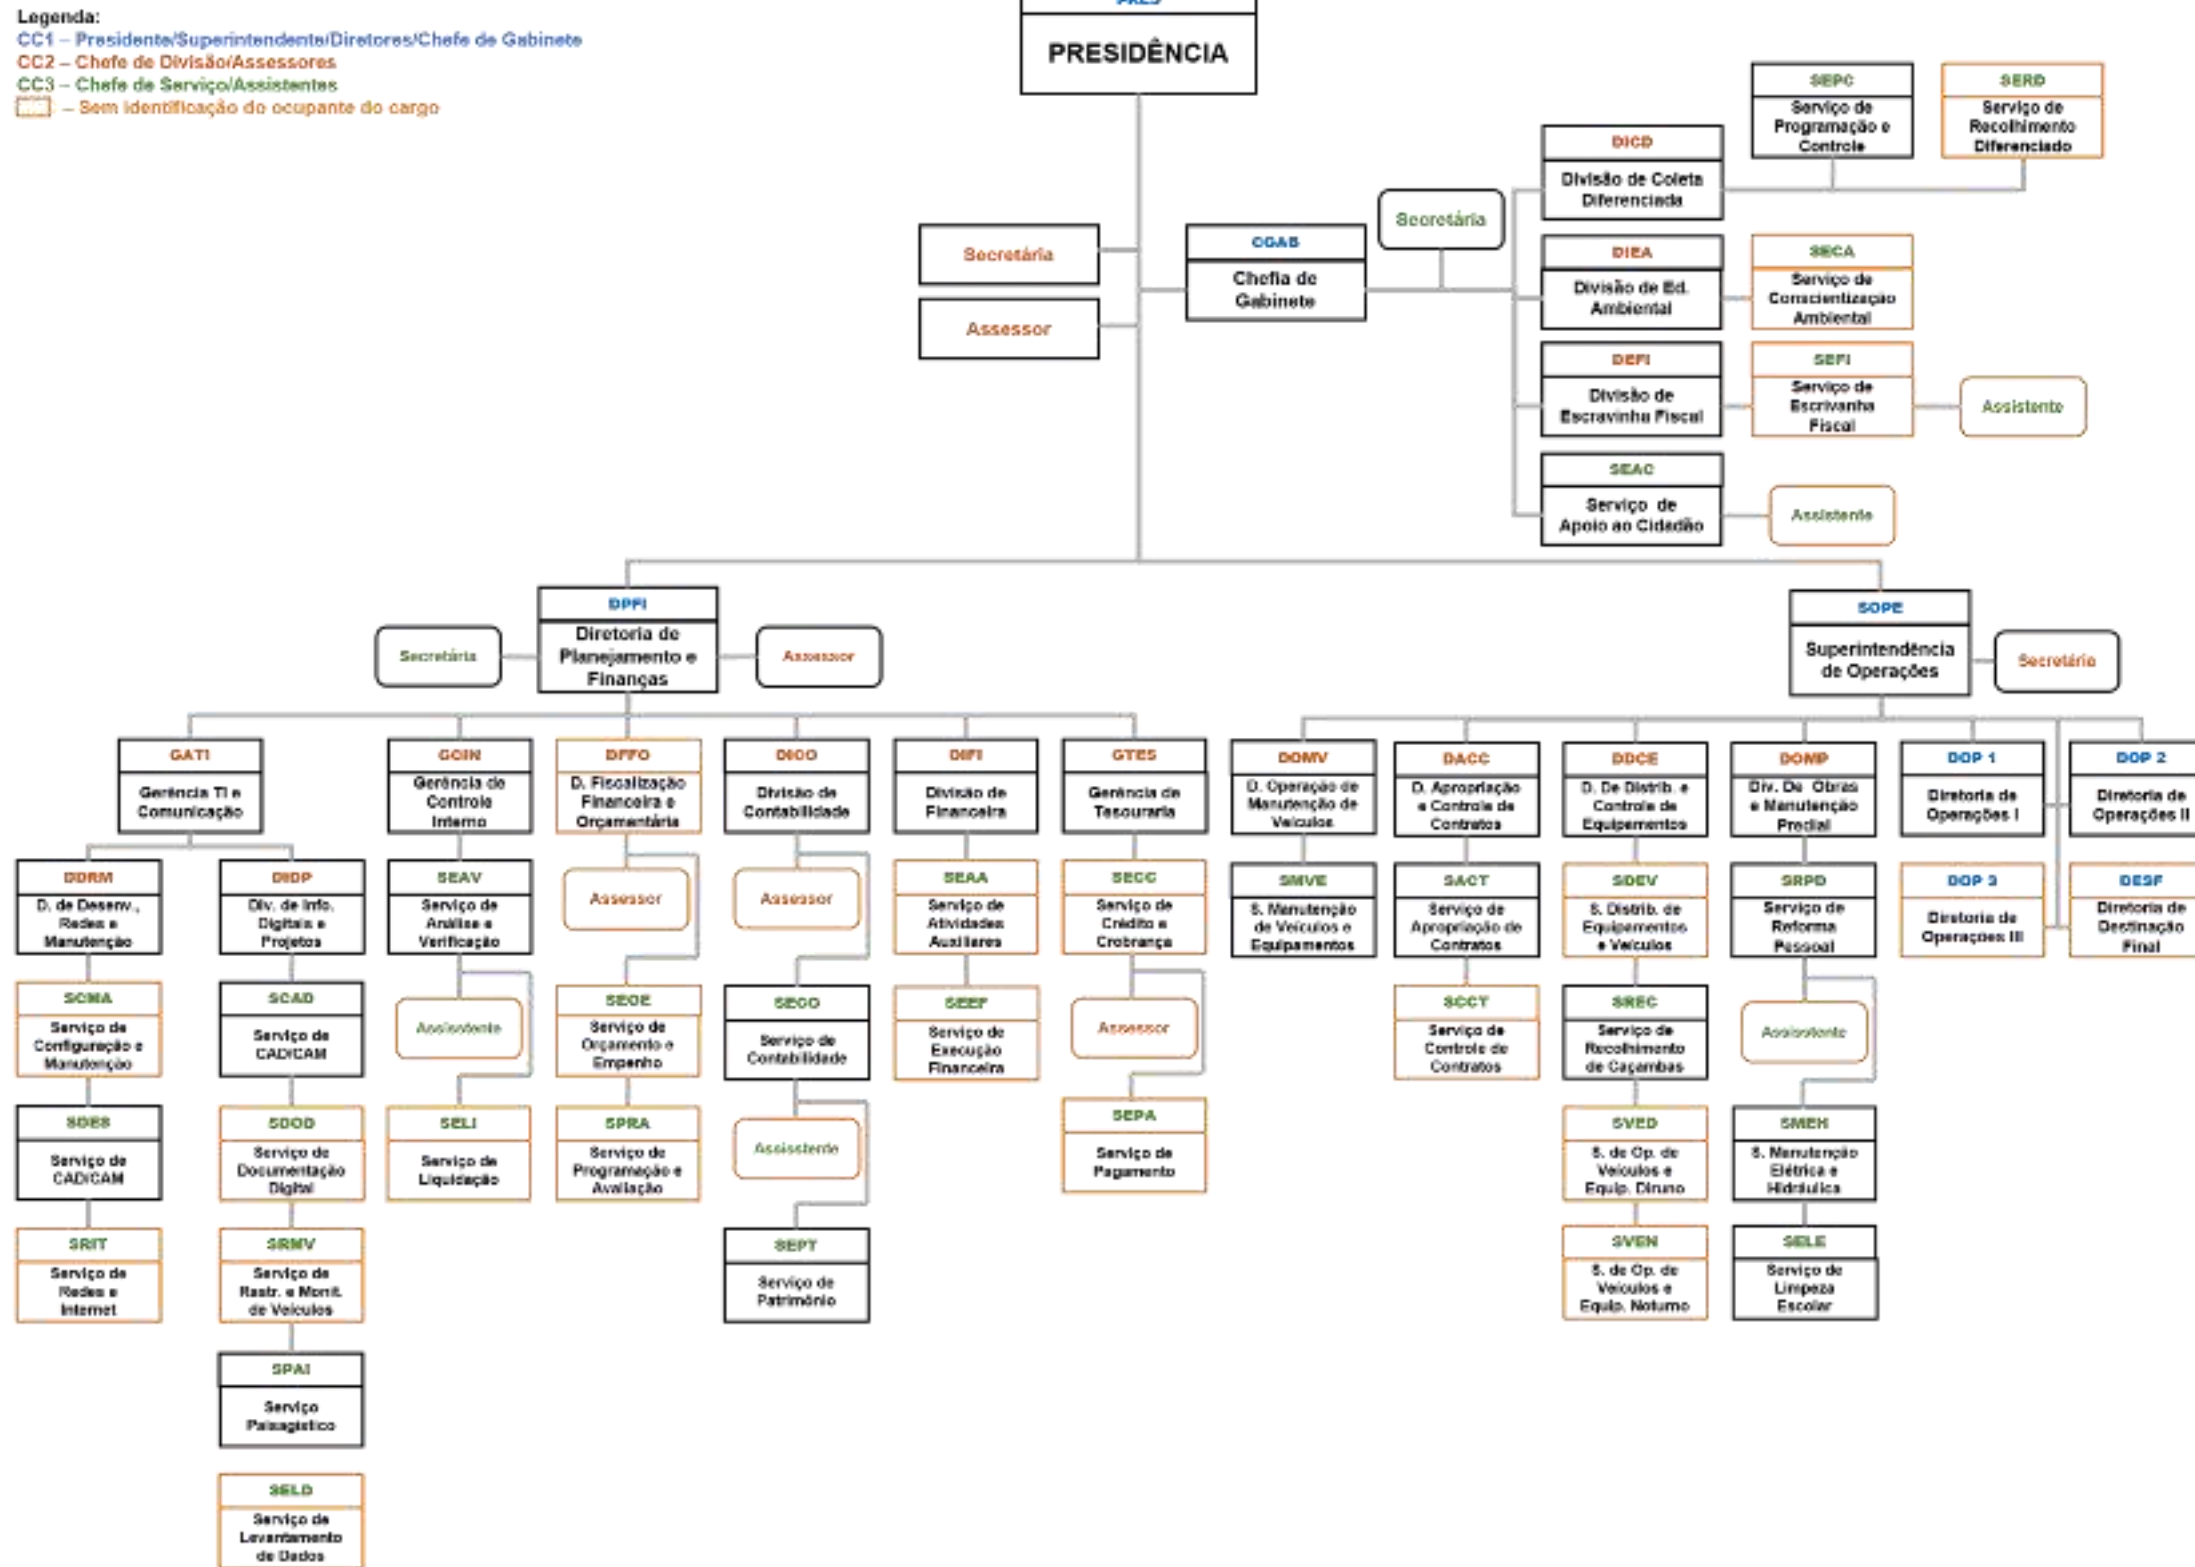 Legenda:
CC1 – Presidente/Superintendente/Diretores/Chefe de Gabinete
CC2 – Chefe de Divisão/Assessores
CC3 – Chefe de Serviço/Assistentes
– Sem identificação do ocupante do cargo
PRES
PRESIDÊNCIA
Secretária
Assessor
CGAB
Chefia de
Gabinete
Secretária
DICD
Divisão de Coleta
Diferenciada
SEPC
Serviço de
Programação e
Controle
SERD
Serviço de
Recolhimento
Diferenciado
DIEA
Divisão de Ed.
Ambiental
SECA
Serviço de
Conscientização
Ambiental
DEFI
Divisão de
Escravinha Fiscal
SEFI
Serviço de
Escrivanha
Fiscal
Assistente
SEAC
Serviço de
Apoio ao Cidadão
Assistente
Secretária
DPFI
Diretoria de
Planejamento e
Finanças
Assessor
SOPE
Superintendência
de Operações
Secretária
GATI
Gerência TI e
Comunicação
GCIN
Gerência de
Controle
Interno
DFFO
D. Fiscalização
Financeira e
Orçamentária
DICO
Divisão de
Contabilidade
DIFI
Divisão de
Financeira
GTES
Gerência de
Tesouraria
DOMV
D. Operação de
Manutenção de
Veículos
DACC
D. Apropriação
e Controle de
Contratos
DDCE
D. De Distrib. e
Controle de
Equipamentos
DOMP
Div. De Obras
e Manutenção
Predial
DOP 1
Diretoria de
Operações I
DOP 2
Diretoria de
Operações II
DDRM
D. de Desenv.,
Redes e
Manutenção
DIDP
Div. de Info.
Digitais e
Projetos
SEAV
Serviço de
Análise e
Verificação
Assessor
Assessor
SEAA
Serviço de
Atividades
Auxiliares
SECC
Serviço de
Crédito e
Crobrança
SMVE
S. Manutenção
de Veículos e
Equipamentos
SACT
Serviço de
Apropriação de
Contratos
SDEV
S. Distrib. de
Equipamentos
e Veículos
SRPD
Serviço de
Reforma
Pessoal
DOP 3
Diretoria de
Operações III
DESF
Diretoria de
Destinação
Final
SCMA
Serviço de
Configuração e
Manutenção
SCAD
Serviço de
CAD/CAM
Assisstente
SEOE
Serviço de
Orçamento e
Empenho
SECO
Serviço de
Contabilidade
SEEF
Serviço de
Execução
Financeira
Assessor
SCCT
Serviço de
Controle de
Contratos
SREC
Serviço de
Recolhimento
de Caçambas
Assisstente
SDES
Serviço de
CAD/CAM
SDOD
Serviço de
Documentação
Digital
SELI
Serviço de
Liquidação
SPRA
Serviço de
Programação e
Avaliação
Assisstente
SEPA
Serviço de
Pagamento
SVED
S. de Op. de
Veículos e
Equip. Diruno
SMEH
S. Manutenção
Elétrica e
Hidráulica
SRIT
Serviço de
Redes e
Internet
SRMV
Serviço de
Rastr. e Monit.
de Veículos
SEPT
Serviço de
Patrimônio
SVEN
S. de Op. de
Veículos e
Equip. Noturno
SELE
Serviço de
Limpeza
Escolar
SPAI
Serviço
Paisagístico
SELD
Serviço de
Levantamento
de Dados